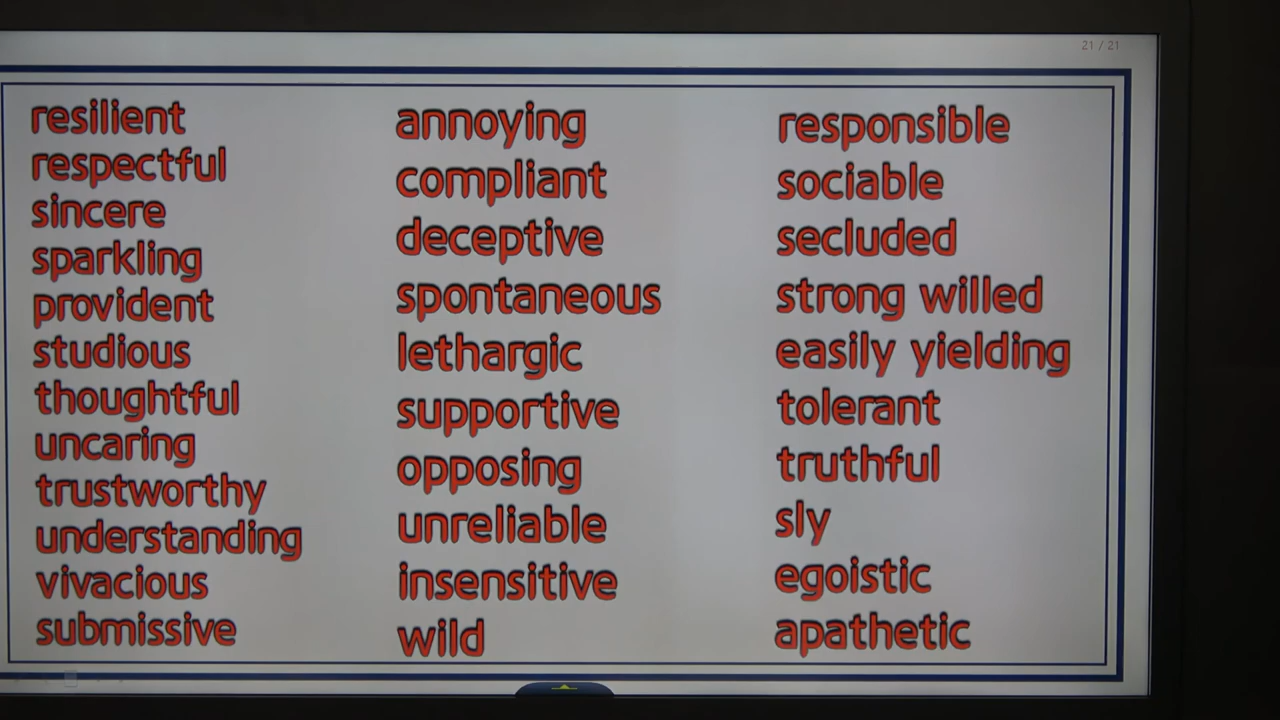 21 / 21
resilient
respectful
sincere
sparkling
provident
studious
thoughtful
uncaring
trustworthy
understanding
vivacious
submissive
annoying
compliant
deceptive
spontaneous
lethargic
supportive
opposing
unreliable
insensitive
wild
responsible
sociable
secluded
strong willed
easily yielding
tolerant
truthful
sly
egoistic
apathetic